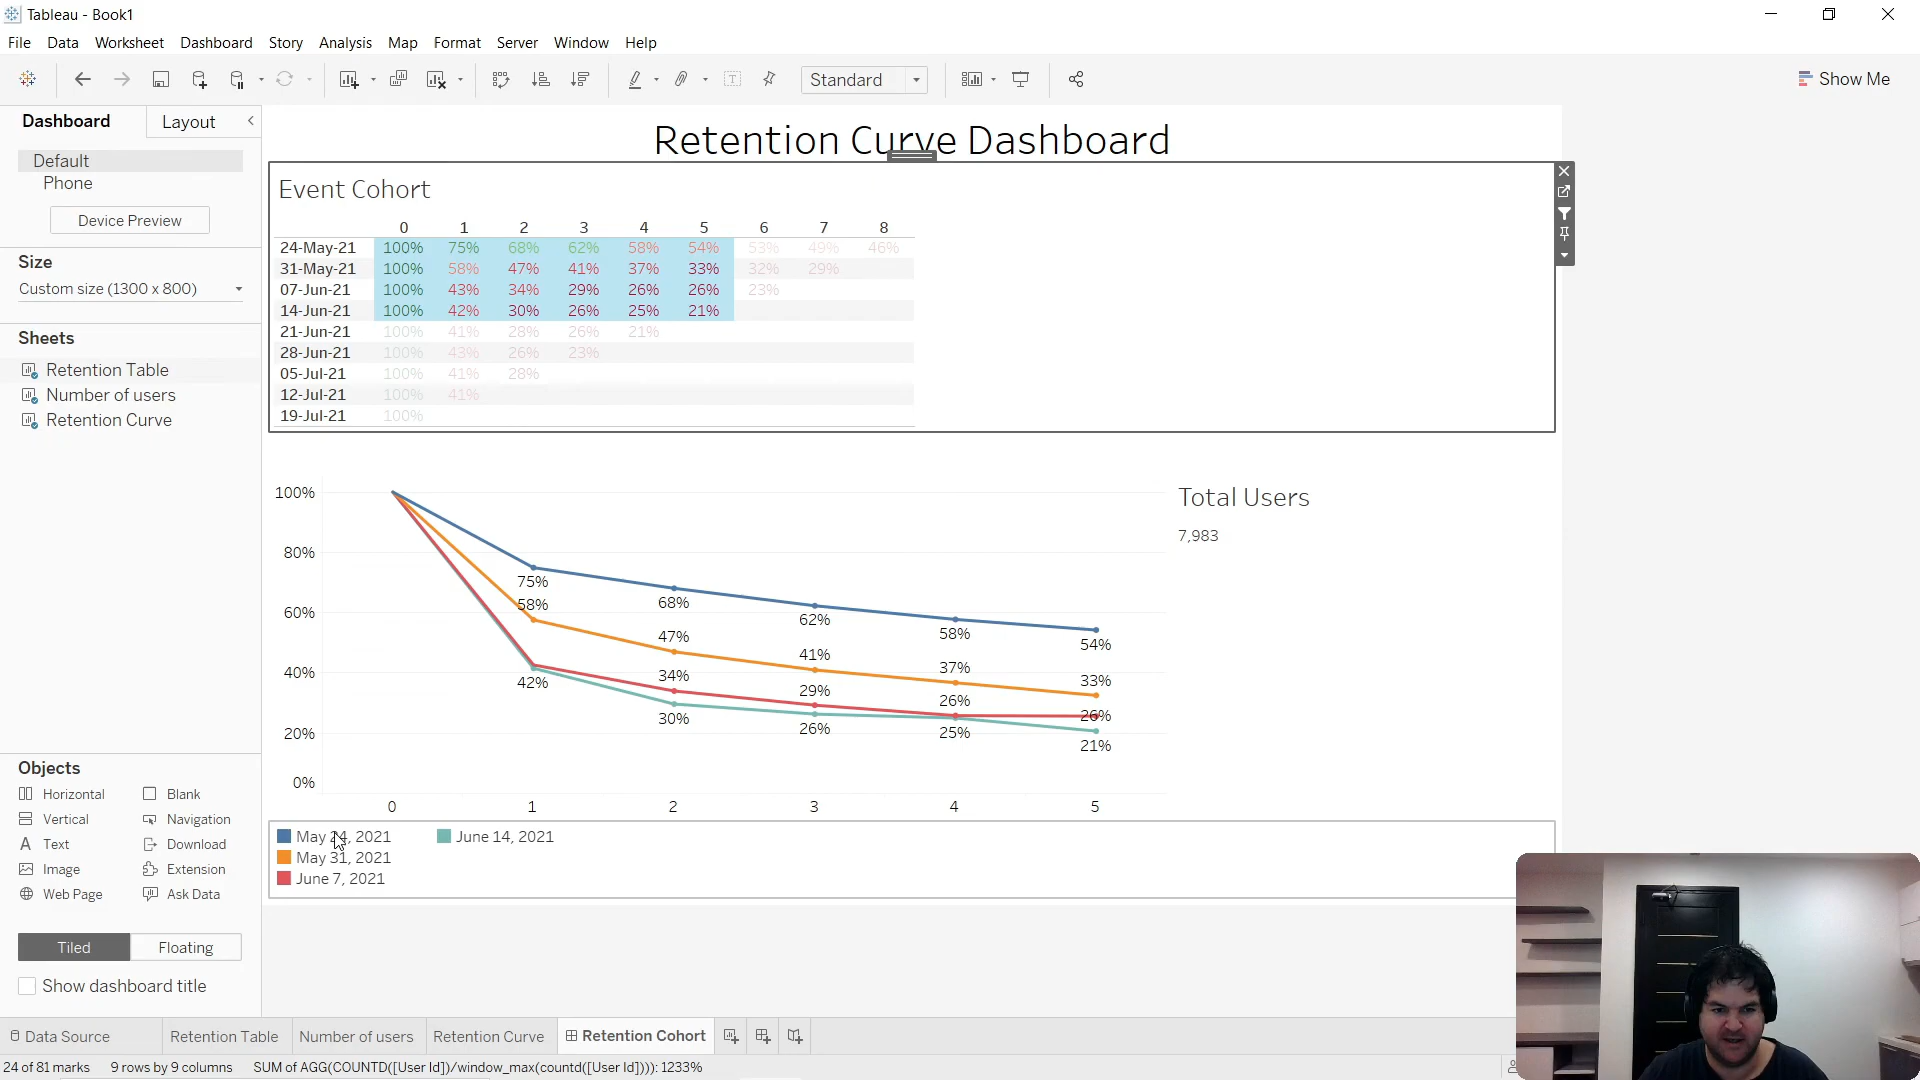 Tableau - Book1
File Data Worksheet Dashboard Story Analysis Map Format Server Window Help
Standard
Show Me
Dashboard Layout
Default
Phone
Device Preview
Size
Custom size (1300 x 800)
Sheets
Retention Table
Number of users
Retention Curve
Objects
Horizontal Blank
Vertical Navigation
Text Download
Image Extension
Web Page Ask Data
Tiled Floating
Show dashboard title
Retention Curve Dashboard
Event Cohort
0 1 2 3 4 5 6 7 8
24-May-21 100% 75% 68% 62% 58% 54% 53% 49% 46%
31-May-21 100% 58% 47% 41% 37% 33% 32% 29%
07-Jun-21 100% 43% 34% 29% 26% 26% 23%
14-Jun-21 100% 42% 30% 26% 25% 21%
21-Jun-21 100% 41% 28% 26% 21%
28-Jun-21 100% 43% 26% 23%
05-Jul-21 100% 41% 28%
12-Jul-21 100% 41%
19-Jul-21 100%
100%
80%
60%
40%
20%
0%
75% 68% 62% 58% 54%
58% 47% 41% 37% 33%
34% 29% 26% 26%
42% 30% 26% 25% 21%
0 1 2 3 4 5
Total Users
7,983
May 24, 2021 June 14, 2021
May 31, 2021
June 7, 2021
Data Source Retention Table Number of users Retention Curve Retention Cohort
24 of 81 marks 9 rows by 9 columns SUM of AGG(COUNTD([User Id])/window_max(countd([User Id]))): 1233%